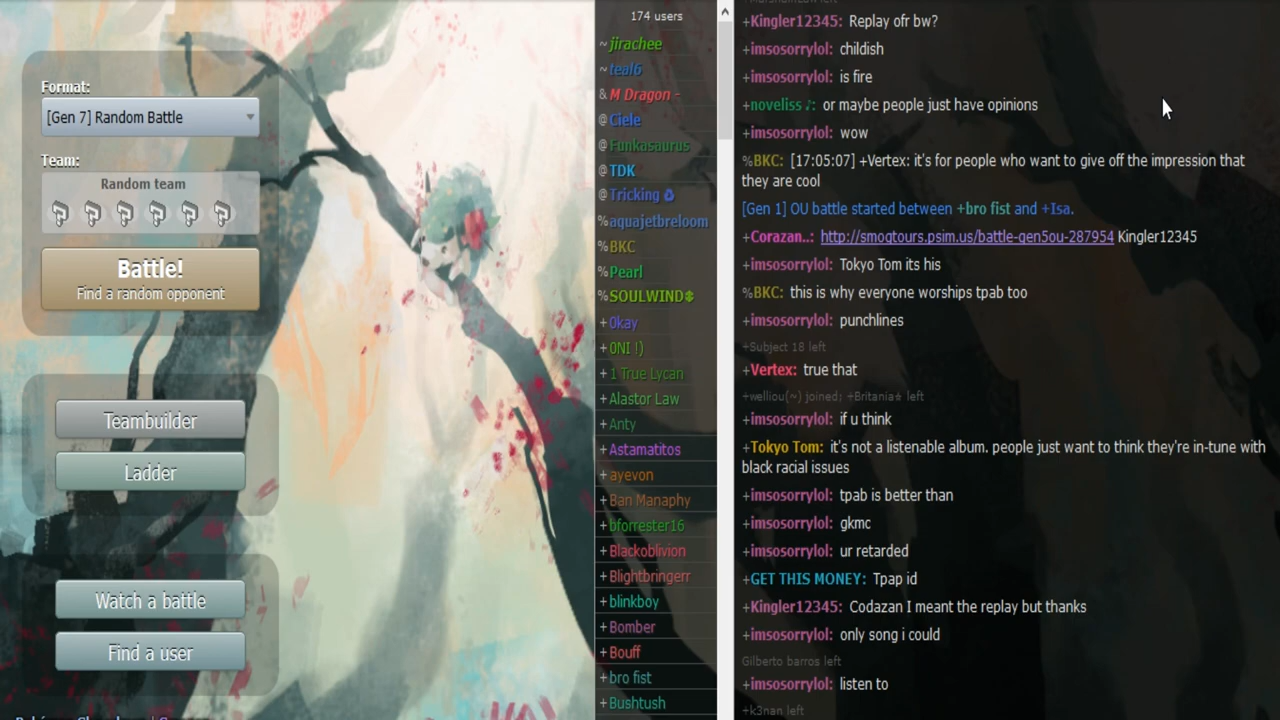 Format:
[Gen 7] Random Battle
Team:
Random team
Battle!
Find a random opponent
Teambuilder
Ladder
Watch a battle
Find a user
174 users
~ jirachee
~ teal6
& M Dragon ~
@ Ciele
@ Funkasaurus
@ TDK
@ Tricking ♻
% aquajetbreloom
% BKC
% Pearl
% SOULWIND
+ 0kay
+ 0NI !)
+ 1 True Lycan
+ Alastor Law
+ Anty
+ Astamatitos
+ ayevon
+ Ban Manaphy
+ bforrester16
+ Blackoblivion
+ Blightbringerr
+ blinkboy
+ Bomber
+ Bouff
+ bro fist
+ Bushtush
+Kingler12345: Replay ofr bw?
+imsosorrylol: childish
+imsosorrylol: is fire
+noveliss ♪: or maybe people just have opinions
+imsosorrylol: wow
%BKC: [17:05:07] +Vertex: it's for people who want to give off the impression that
they are cool
[Gen 1] OU battle started between +bro fist and +Isa.
+Corazan..: http://smogtours.psim.us/battle-gen5ou-287954 Kingler12345
+imsosorrylol: Tokyo Tom its his
%BKC: this is why everyone worships tpab too
+imsosorrylol: punchlines
+Subject 18 left
+Vertex: true that
+welliou(~) joined; +Britania left
+imsosorrylol: if u think
+Tokyo Tom: it's not a listenable album. people just want to think they're in-tune with
black racial issues
+imsosorrylol: tpab is better than
+imsosorrylol: gkmc
+imsosorrylol: ur retarded
+GET THIS MONEY: Tpap id
+Kingler12345: Codazan I meant the replay but thanks
+imsosorrylol: only song i could
Gilberto barros left
+imsosorrylol: listen to
+k3nan left